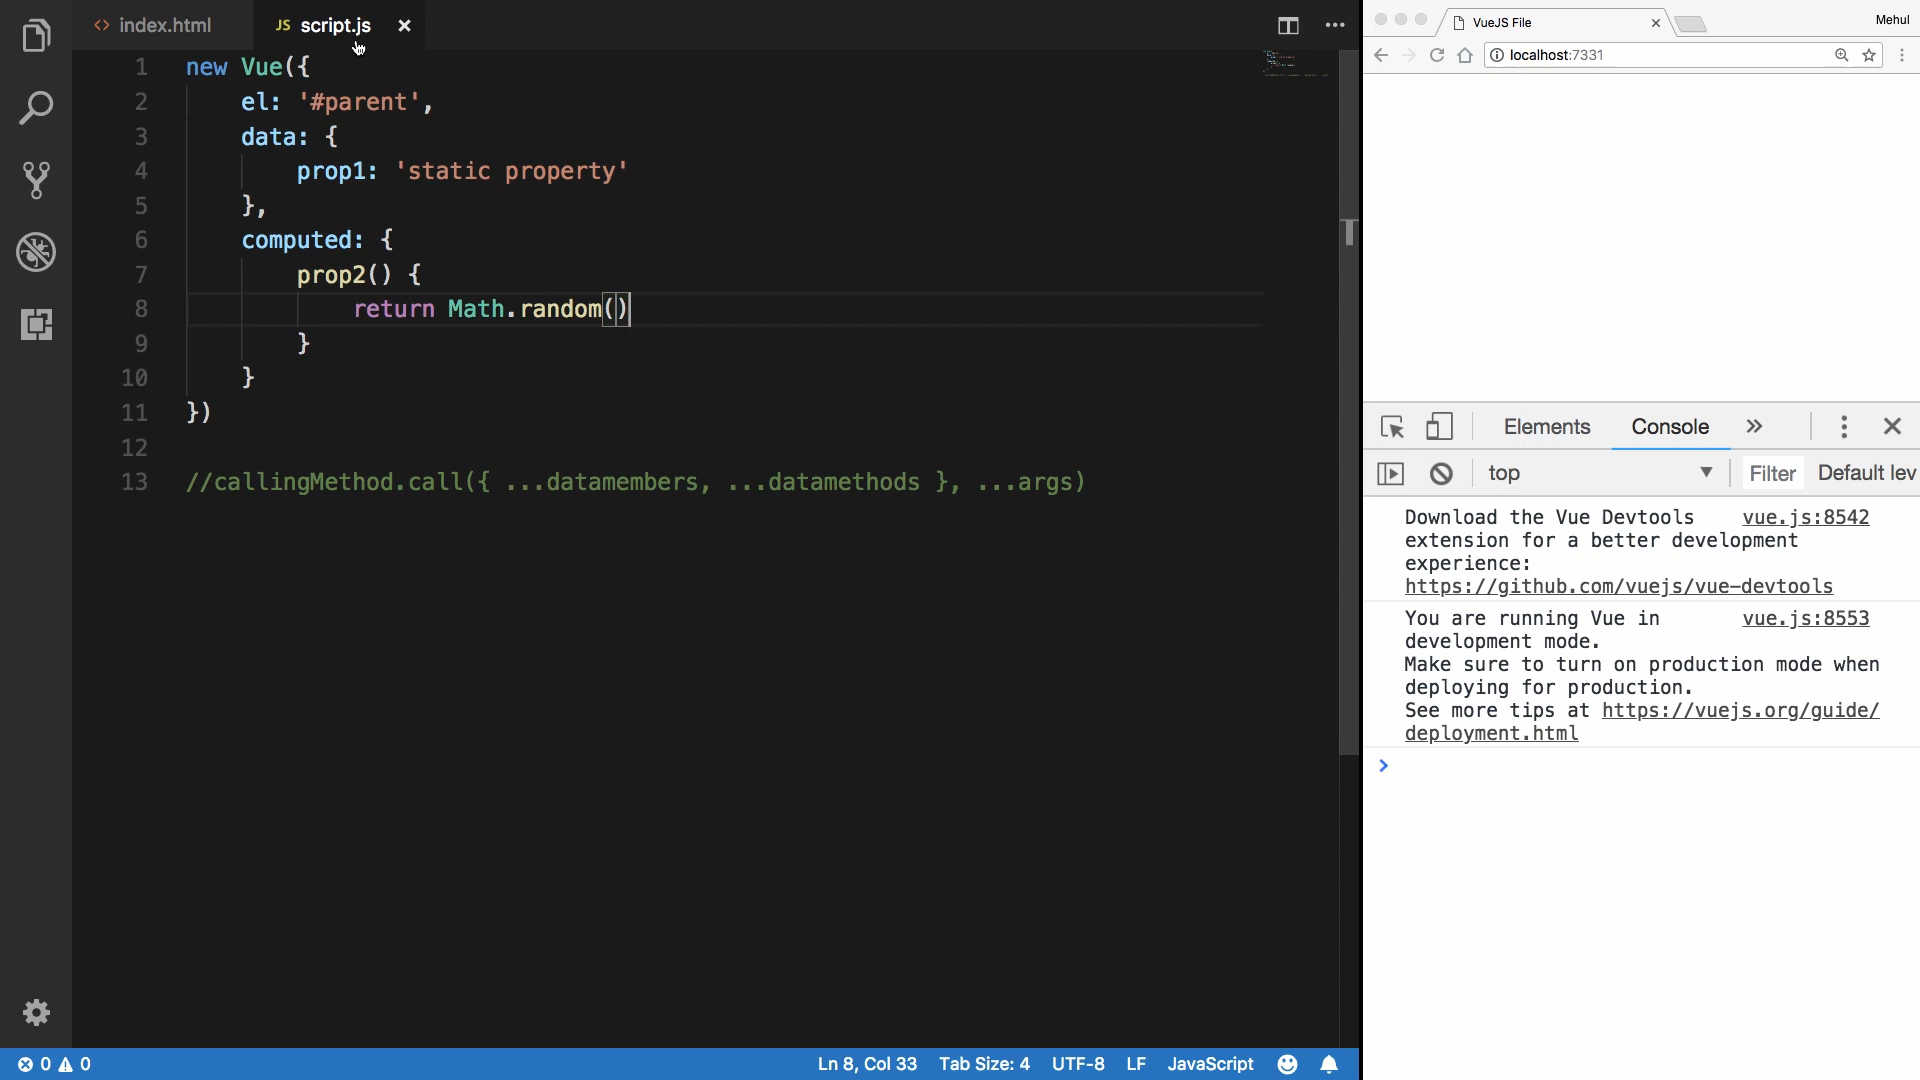 index.html
JS script.js
1 new Vue({
2 el: '#parent',
3 data: {
4 prop1: 'static property'
5 },
6 computed: {
7 prop2() {
8 return Math.random()
9 }
10 }
11 })
12
13 //callingMethod.call({ ...datamembers, ...datamethods }, ...args)
0 0
Ln 8, Col 33 Tab Size: 4 UTF-8 LF JavaScript
VueJS File
Mehul
localhost:7331
Elements Console
top Filter Default lev
Download the Vue Devtools vue.js:8542
extension for a better development
experience:
https://github.com/vuejs/vue-devtools
You are running Vue in vue.js:8553
development mode.
Make sure to turn on production mode when
deploying for production.
See more tips at https://vuejs.org/guide/
deployment.html